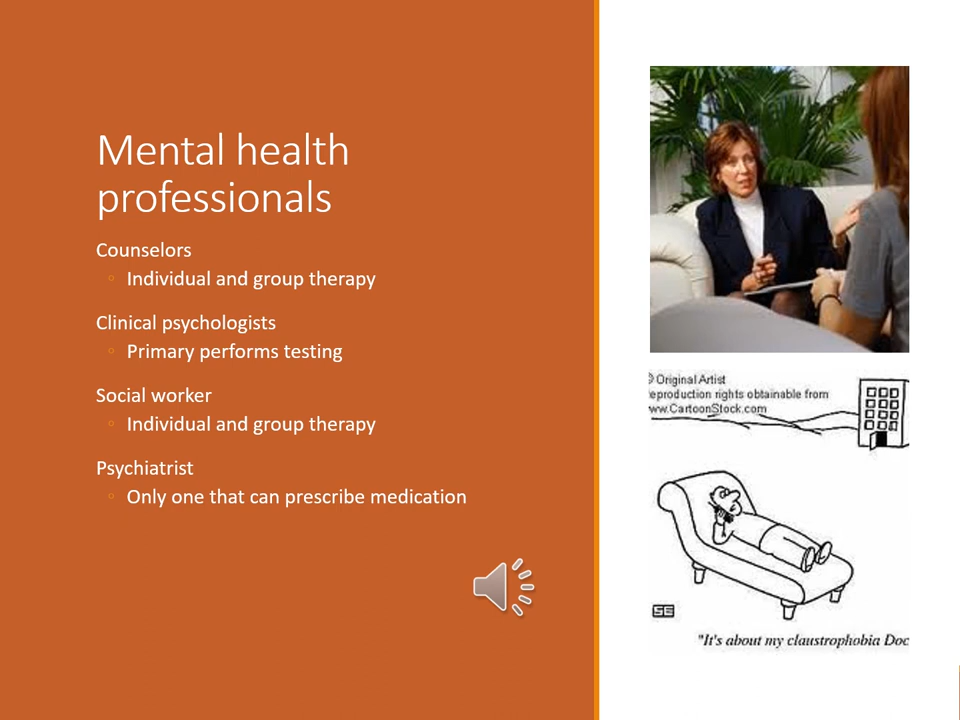 Mental health
professionals
Counselors
◦ Individual and group therapy
Clinical psychologists
◦ Primary performs testing
Social worker
◦ Individual and group therapy
Psychiatrist
◦ Only one that can prescribe medication
© Original Artist
eproduction rights obtainable from
ww.CartoonStock.com
SE
"It's about my claustrophobia Doc